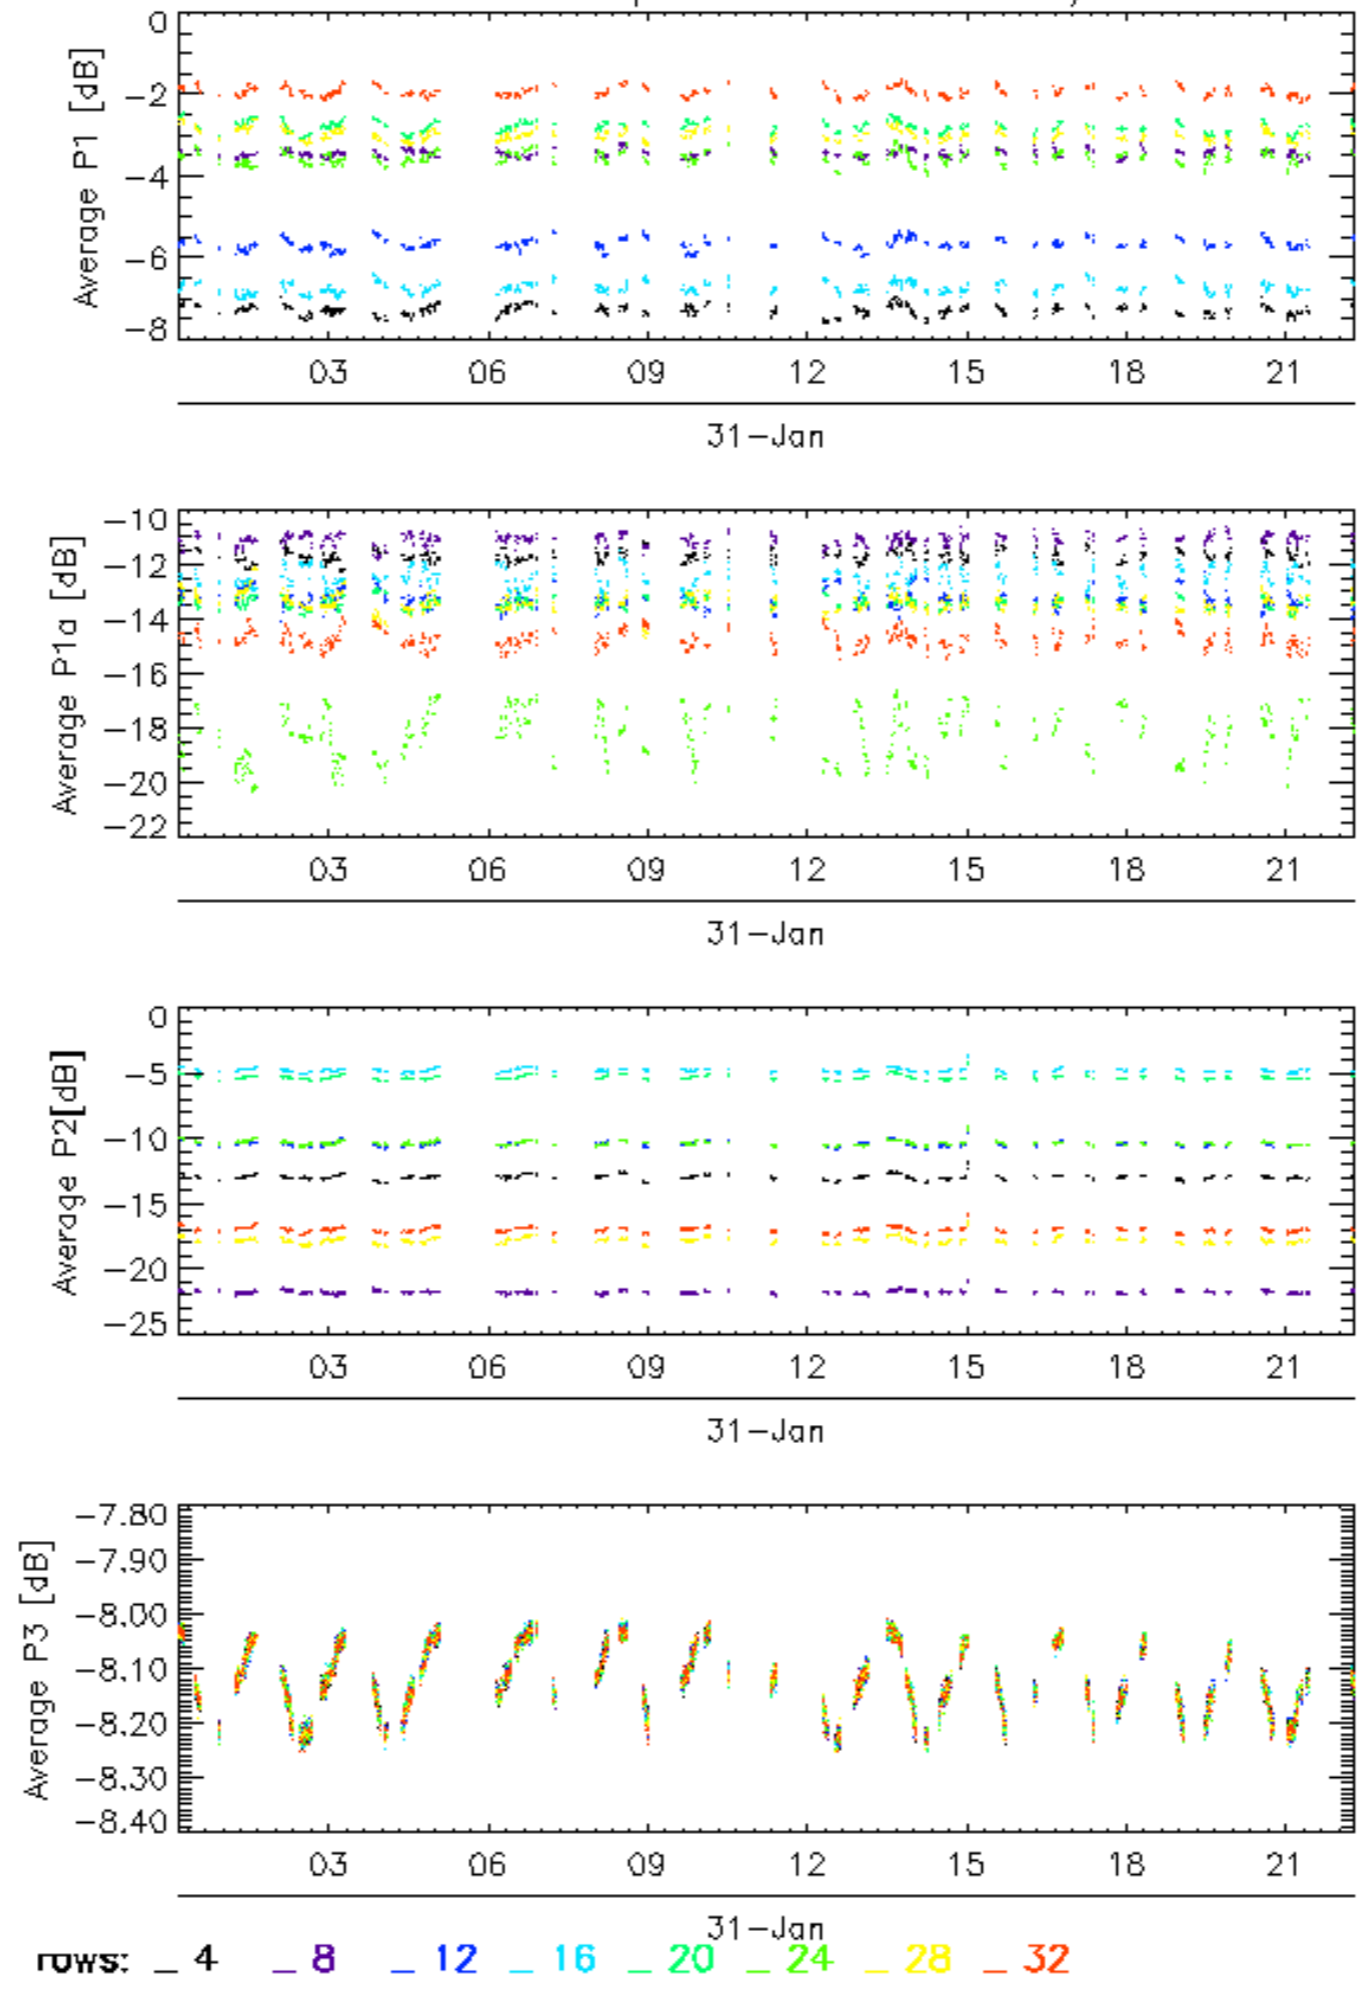 0
-2
-4
-6
-8
Average P1 [dB]
03 06 09 12 15 18 21
31-Jan
-10
-12
-14
-16
-18
-20
-22
Average P1a [dB]
03 06 09 12 15 18 21
31-Jan
0
-5
-10
-15
-20
-25
Average P2[dB]
03 06 09 12 15 18 21
31-Jan
-7.80
-7.90
-8.00
-8.10
-8.20
-8.30
-8.40
Average P3 [dB]
03 06 09 12 15 18 21
31-Jan
rows: _ 4 _ 8 _ 12 _ 16 _ 20 _ 24 _ 28 _ 32